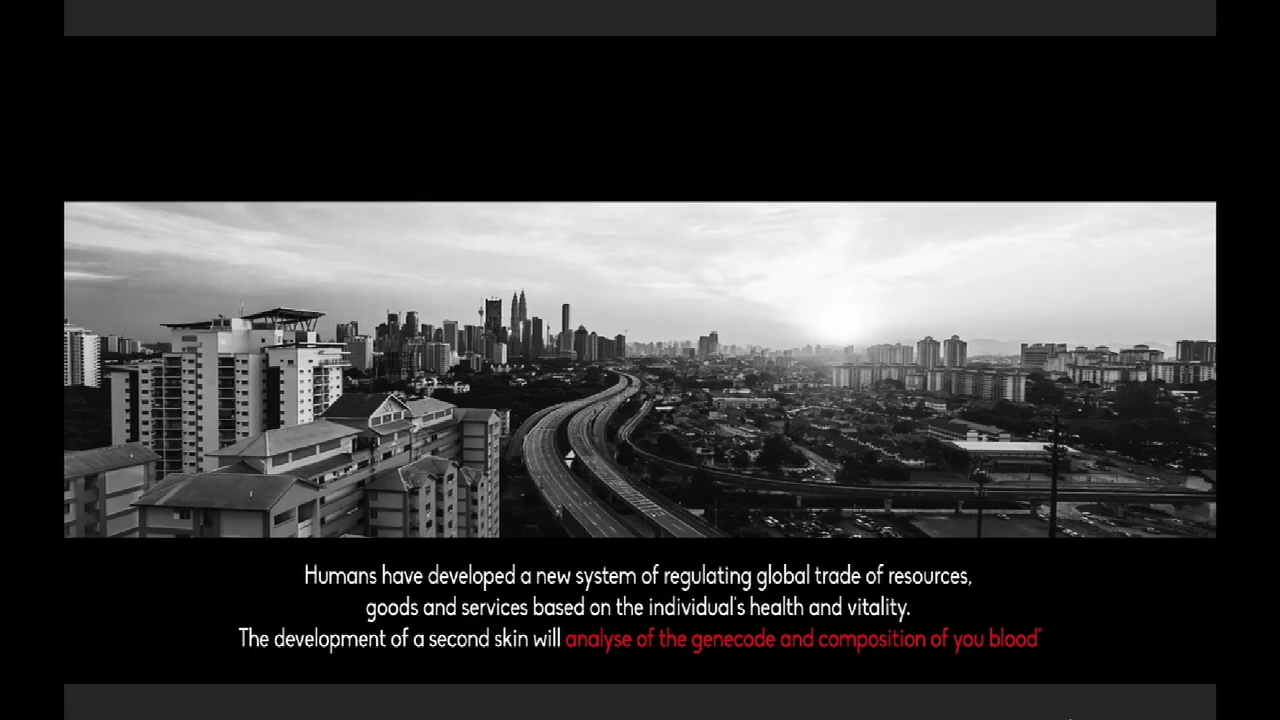 Humans have developed a new system of regulating global trade of resources,
goods and services based on the individual's health and vitality.
The development of a second skin will analyse of the genecode and composition of you blood"